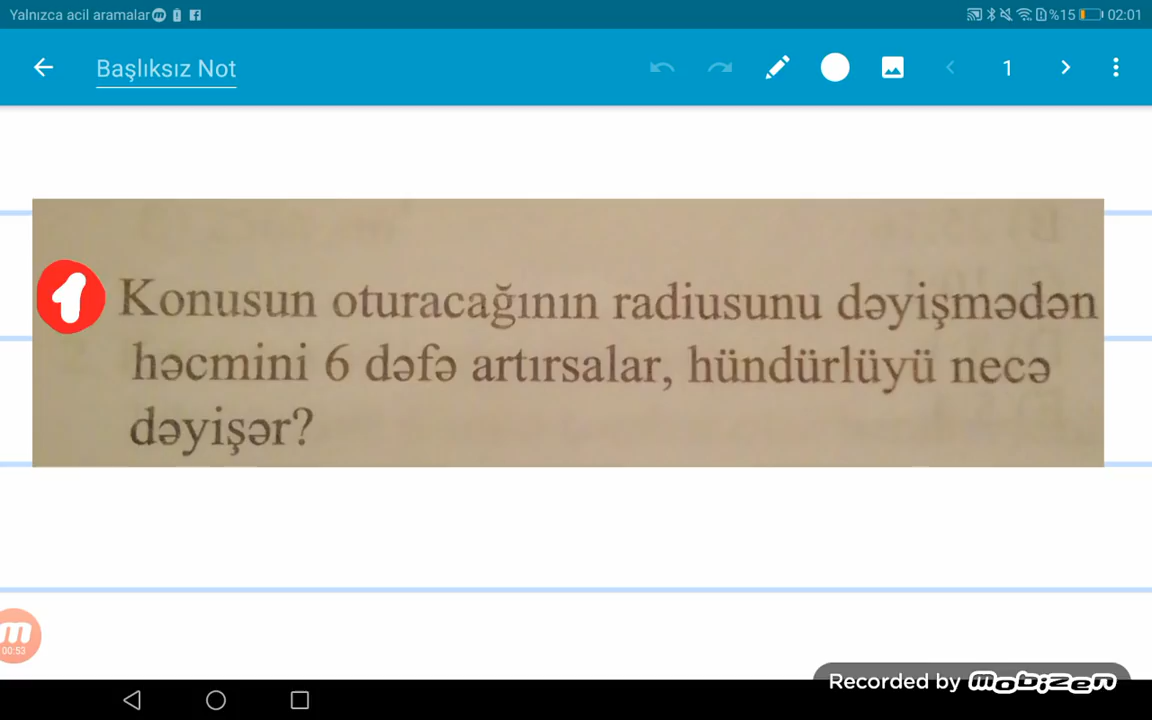 Yalnızca acil aramalar
%15 02:01
Başlıksız Not
1
1 Konusun oturacağının radiusunu dəyişmədən
həcmini 6 dəfə artırsalar, hündürlüyü necə
dəyişər?
m
00:53
Recorded by mobizen